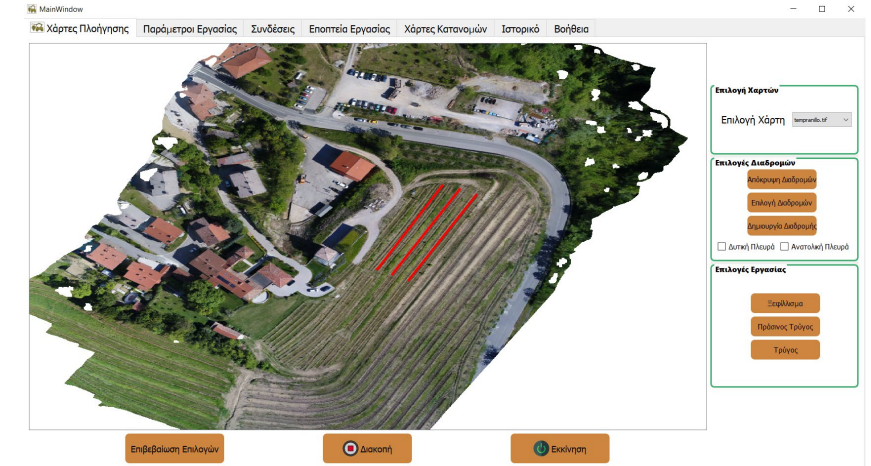 MainWindow
Χάρτες Πλοήγησης Παράμετροι Εργασίας Συνδέσεις Εποπτεία Εργασίας Χάρτες Κατανομών Ιστορικό Βοήθεια
Επιλογή Χαρτών
Επιλογή Χάρτη tempranillo.tif
Επιλογές Διαδρομών
Απόκρυψη Διαδρομών
Επιλογή Διαδρομών
Δημιουργία Διαδρομής
Δυτική Πλευρά Ανατολική Πλευρά
Επιλογές Εργασίας
Ξεφύλλισμα
Πράσινος Τρύγος
Τρύγος
Επιβεβαίωση Επιλογών Διακοπή Εκκίνηση